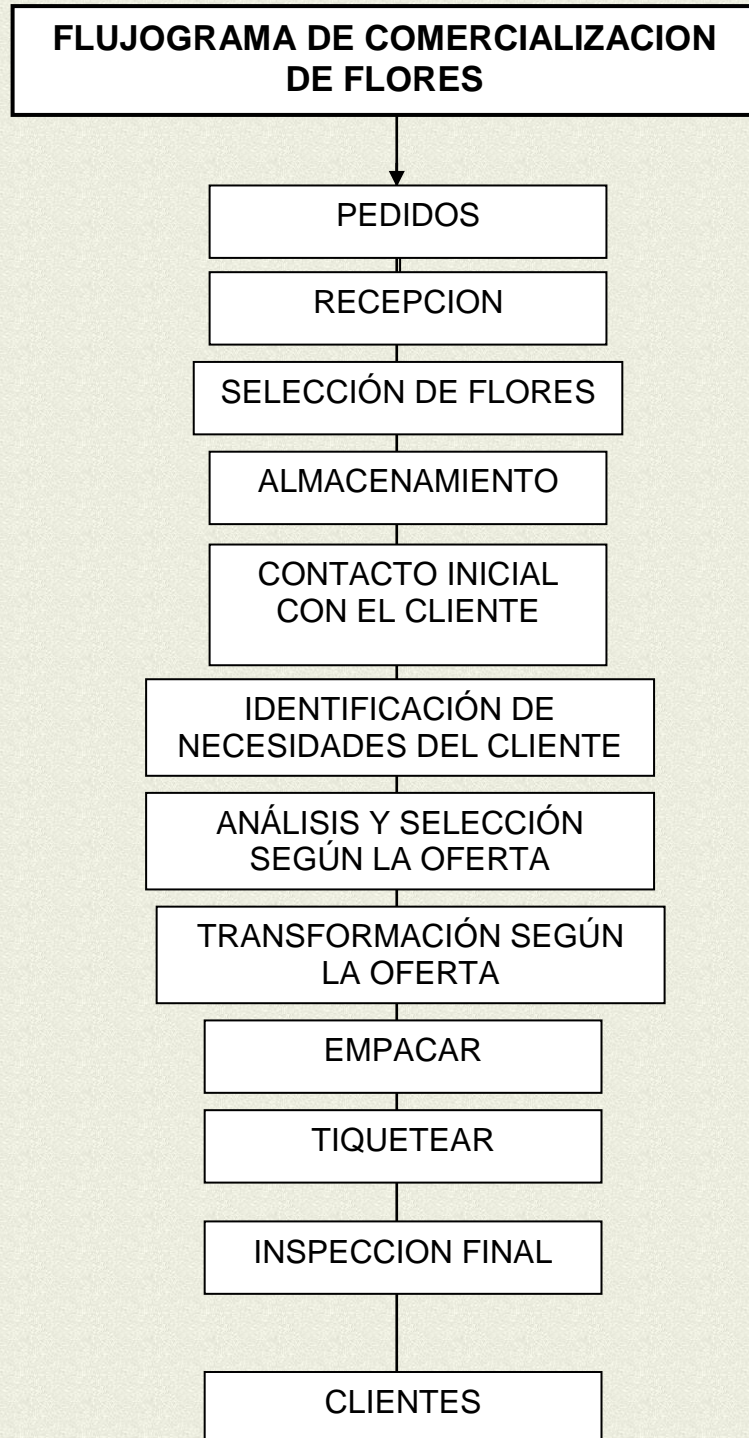 FLUJOGRAMA DE COMERCIALIZACION
DE FLORES
PEDIDOS
RECEPCION
SELECCIÓN DE FLORES
ALMACENAMIENTO
CONTACTO INICIAL
CON EL CLIENTE
IDENTIFICACIÓN DE
NECESIDADES DEL CLIENTE
ANÁLISIS Y SELECCIÓN
SEGÚN LA OFERTA
TRANSFORMACIÓN SEGÚN
LA OFERTA
EMPACAR
TIQUETEAR
INSPECCION FINAL
CLIENTES